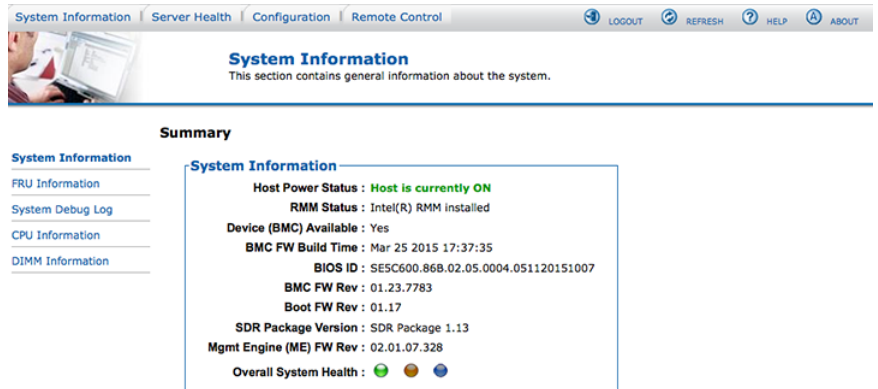 System Information Server Health Configuration Remote Control LOGOUT REFRESH HELP ABOUT
System Information
This section contains general information about the system.
Summary
System Information
FRU Information
System Debug Log
CPU Information
DIMM Information
System Information
Host Power Status : Host is currently ON
RMM Status : Intel(R) RMM installed
Device (BMC) Available : Yes
BMC FW Build Time : Mar 25 2015 17:37:35
BIOS ID : SE5C600.86B.02.05.0004.051120151007
BMC FW Rev : 01.23.7783
Boot FW Rev : 01.17
SDR Package Version : SDR Package 1.13
Mgmt Engine (ME) FW Rev : 02.01.07.328
Overall System Health :